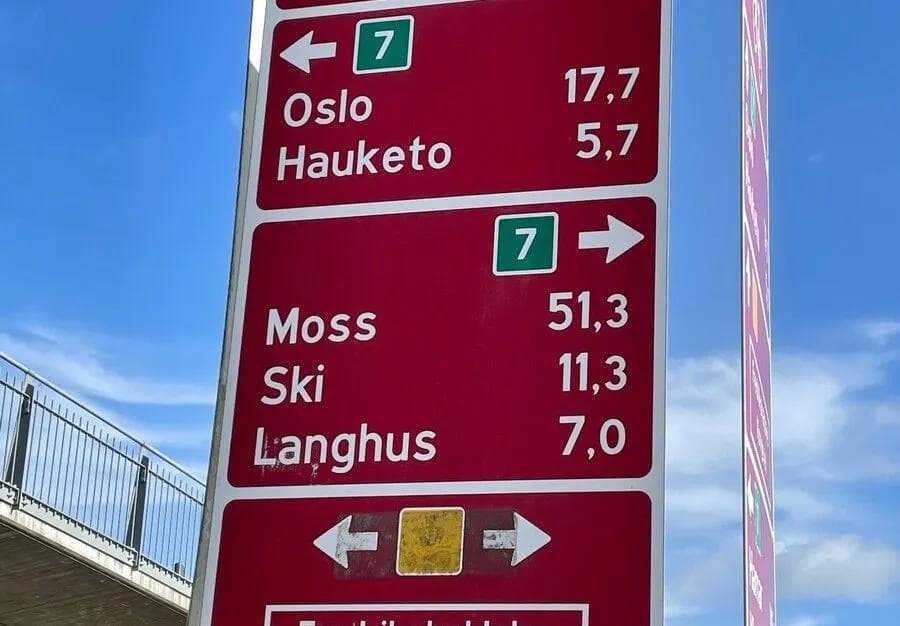 7
Oslo 17,7
Hauketo 5,7
7
Moss 51,3
Ski 11,3
Langhus 7,0